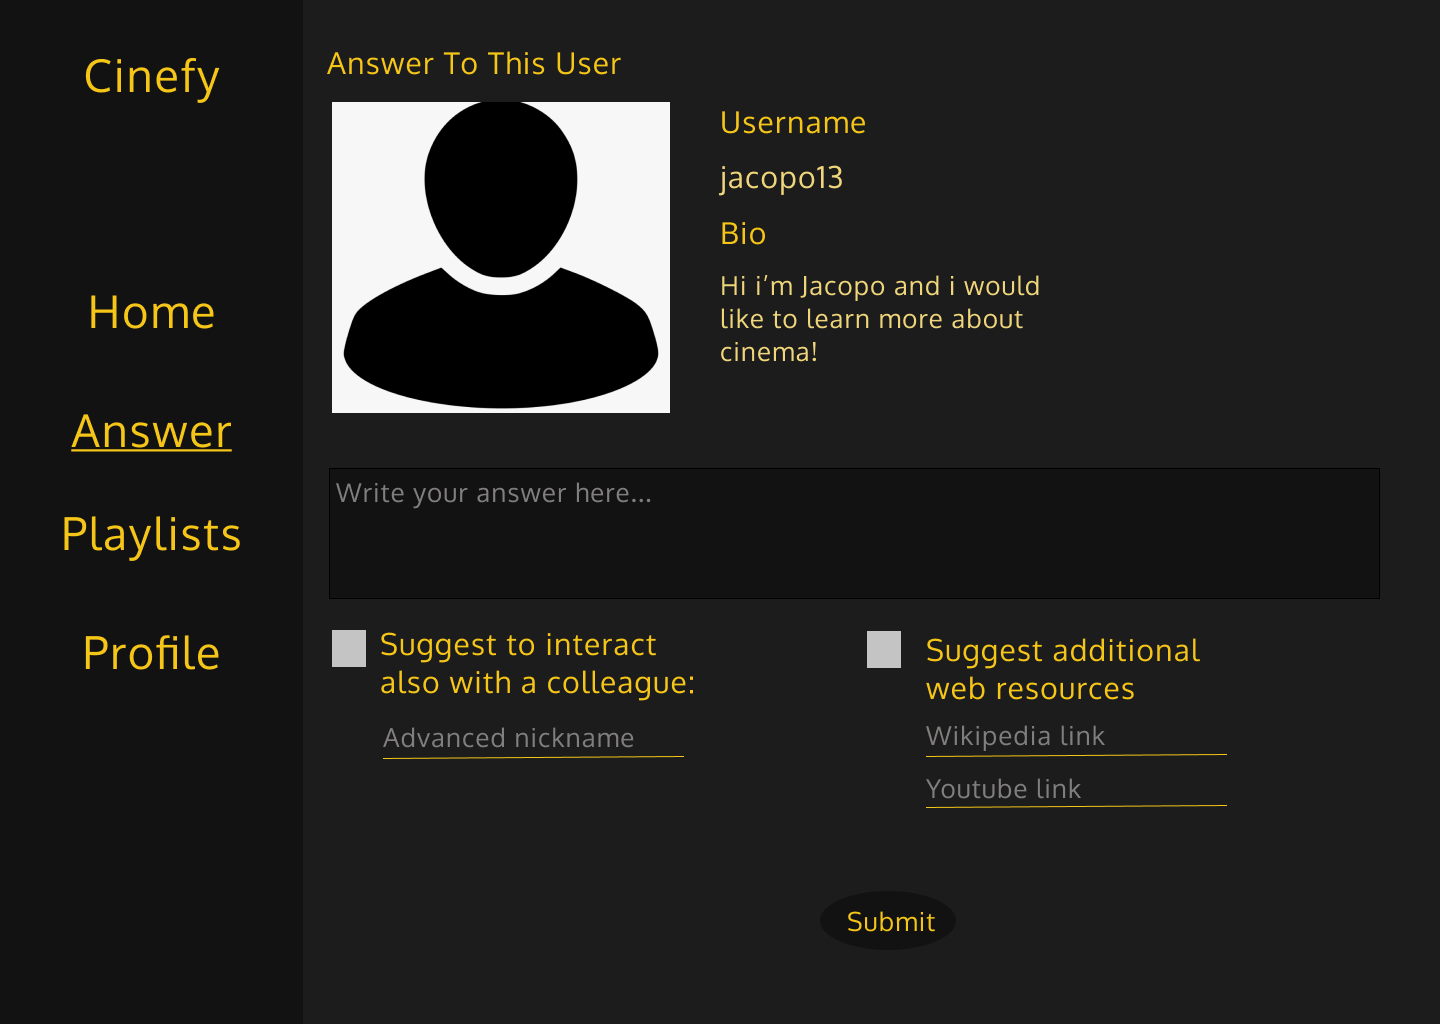 Cinefy
Home
Answer
Playlists
Profile
Answer To This User
Username
jacopo13
Bio
Hi i’m Jacopo and i would
like to learn more about
cinema!
Write your answer here...
Suggest to interact
also with a colleague:
Advanced nickname
Suggest additional
web resources
Wikipedia link
Youtube link
Submit